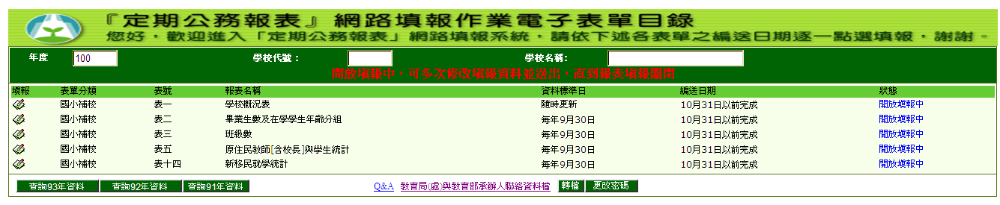 『定期公務報表』網路填報作業電子表單目錄
您好，歡迎進入「定期公務報表」網路填報系統，請依下述各表單之編送日期逐一點選填報，謝謝。
年度 100 學校代號： 學校名稱：
開放填報中，可多次修改填報資料並送出，直到報表填報關閉
填報 表單分類 表號 報表名稱 資料標準日 編送日期 狀態
國小補校 表一 學校概況表 隨時更新 10月31日以前完成 開放填報中
國小補校 表二 畢業生數及在學學生年齡分組 每年9月30日 10月31日以前完成 開放填報中
國小補校 表三 班級數 每年9月30日 10月31日以前完成 開放填報中
國小補校 表五 原住民教師[含校長]與學生統計 每年9月30日 10月31日以前完成 開放填報中
國小補校 表十四 新移民就學統計 每年9月30日 10月31日以前完成 開放填報中
查詢93年資料 查詢92年資料 查詢91年資料 Q&A 教育局(處)與教育部承辦人聯絡資料檔 轉檔 更改密碼